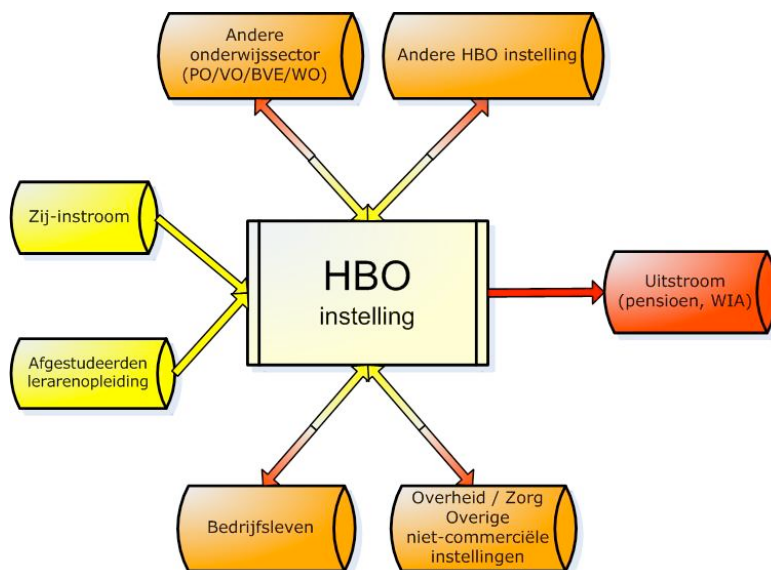 Andere
onderwijssector
(PO/VO/BVE/WO)
Andere HBO instelling
Zij-instroom
HBO
instelling
Uitstroom
(pensioen, WIA)
Afgestudeerden
lerarenopleiding
Bedrijfsleven
Overheid / Zorg
Overige
niet-commerciële
instellingen